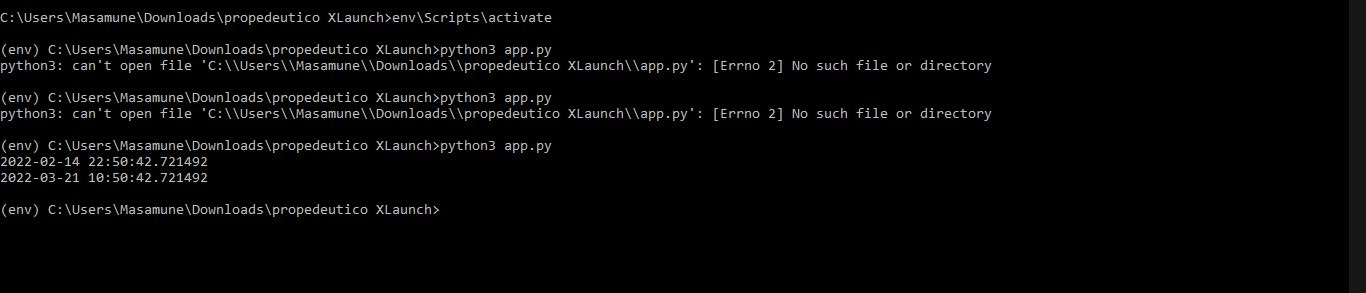 C:\Users\Masamune\Downloads\propedeutico XLaunch>env\Scripts\activate
(env) C:\Users\Masamune\Downloads\propedeutico XLaunch>python3 app.py
python3: can't open file 'C:\\Users\\Masamune\\Downloads\\propedeutico XLaunch\\app.py': [Errno 2] No such file or directory
(env) C:\Users\Masamune\Downloads\propedeutico XLaunch>python3 app.py
python3: can't open file 'C:\\Users\\Masamune\\Downloads\\propedeutico XLaunch\\app.py': [Errno 2] No such file or directory
(env) C:\Users\Masamune\Downloads\propedeutico XLaunch>python3 app.py
2022-02-14 22:50:42.721492
2022-03-21 10:50:42.721492
(env) C:\Users\Masamune\Downloads\propedeutico XLaunch>